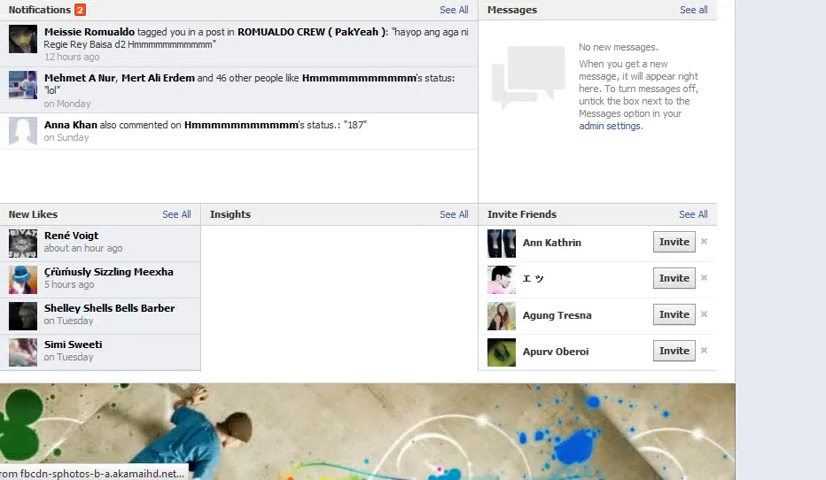 Notifications 2 See All
Meissie Romualdo tagged you in a post in ROMUALDO CREW ( PakYeah ): "hayop ang aga ni
Regie Rey Baisa d2 Hmmmmmmmmmmm"
12 hours ago
Mehmet A Nur, Mert Ali Erdem and 46 other people like Hmmmmmmmmmmm's status:
"lol"
on Monday
Anna Khan also commented on Hmmmmmmmmmmm's status.: "187"
on Sunday
Messages See all
No new messages.
When you get a new
message, it will appear right
here. To turn messages off,
untick the box next to the
Messages option in your
admin settings.
New Likes See All
René Voigt
about an hour ago
Sizzling Meexha
5 hours ago
Shelley Shells Bells Barber
on Tuesday
Simi Sweeti
on Tuesday
Insights See All
Invite Friends See All
Ann Kathrin Invite
エ ッ Invite
Agung Tresna Invite
Apurv Oberoi Invite
rom fbcdn-sphotos-b-a.akamaihd.net...